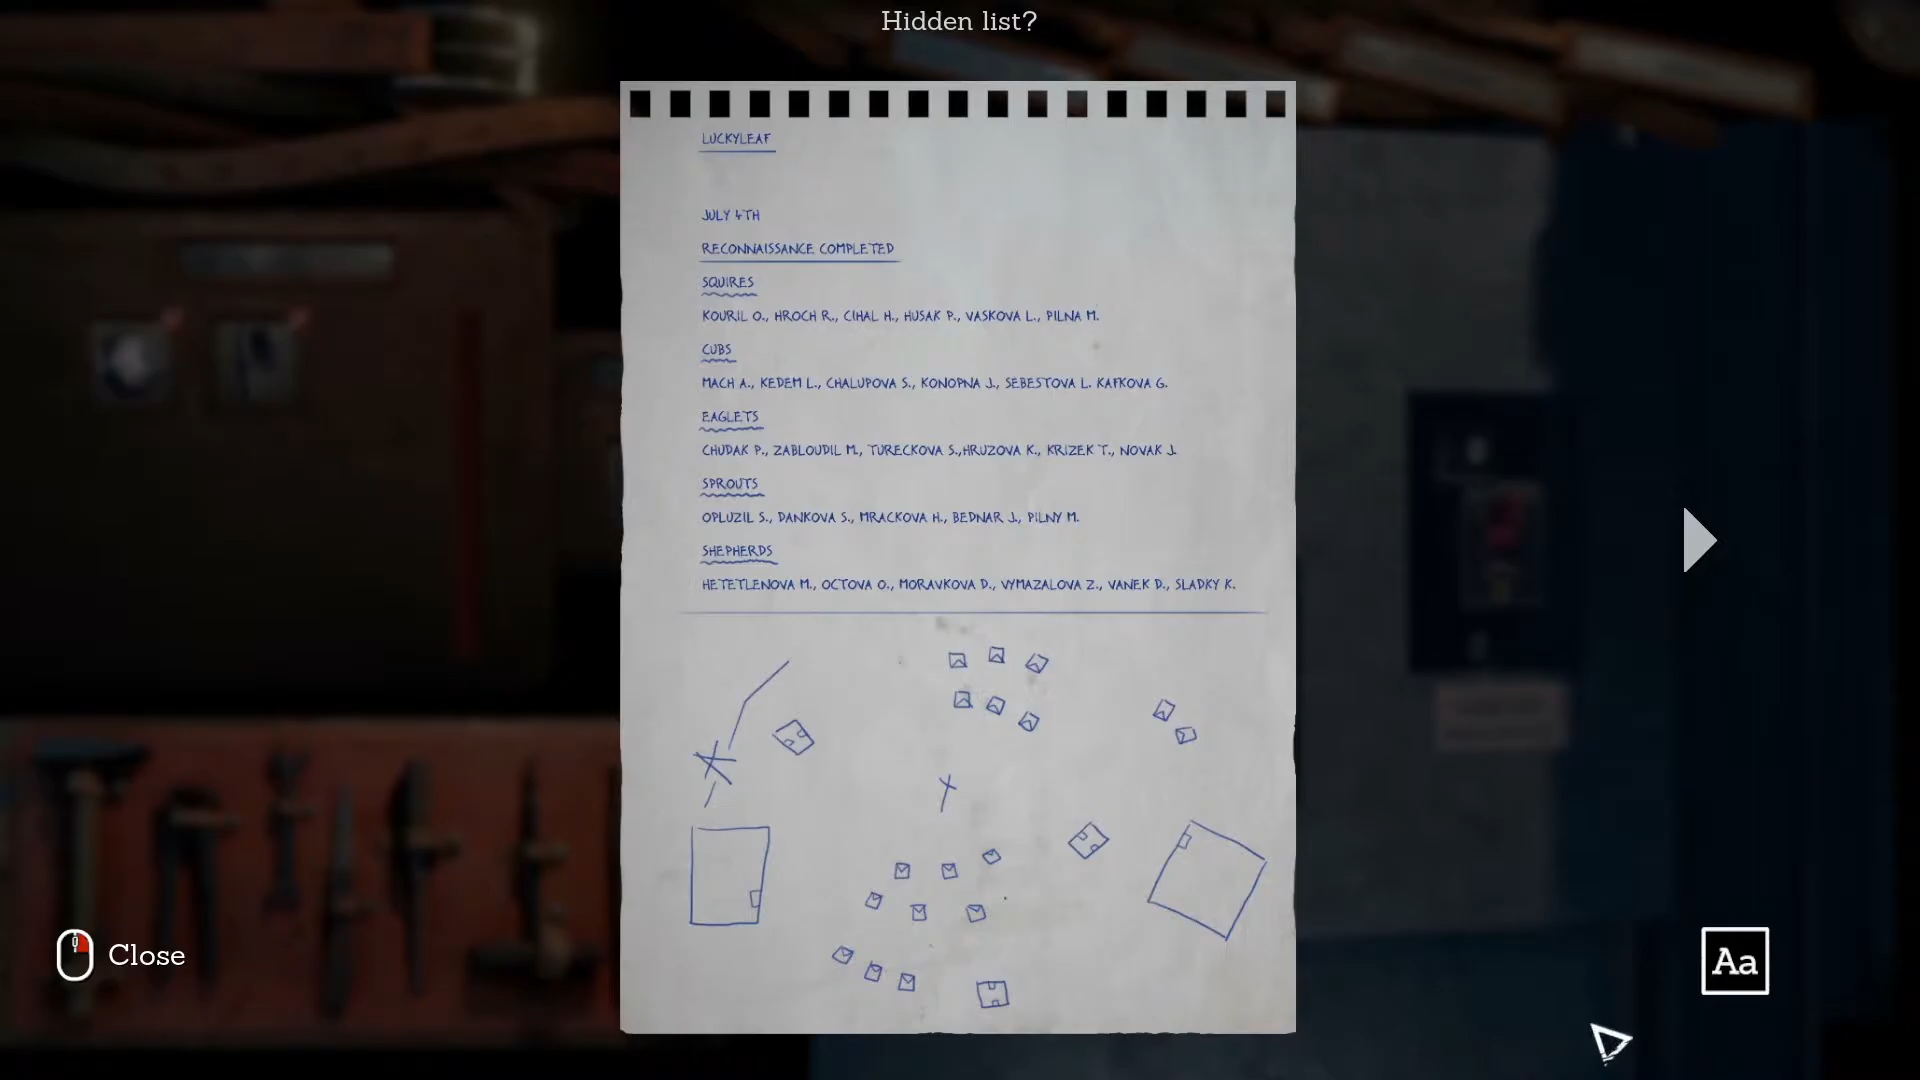 Hidden list?
LUCKYLEAF
JULY 4TH
RECONNAISSANCE COMPLETED
SQUIRES
KOURIL O., HROCH R., CIHAL H., HUSAK P., VASKOVA L., PILNA M.
CUBS
MACH A., KEDEM L., CHALUPOVA S., KONOPNA J., SEBESTOVA L. KAFKOVA G.
EAGLETS
CHUDAK P., ZABLOUDIL M., TURECKOVA S.,HRUZOVA K., KRIZEK T., NOVAK J.
SPROUTS
OPLUZIL S., DANKOVA S., MRACKOVA H., BEDNAR J., PILNY M.
SHEPHERDS
HETETLENOVA M., OCTOVA O., MORAVKOVA D., VYMAZALOVA Z., VANEK D., SLADKY K.
Close
Aa